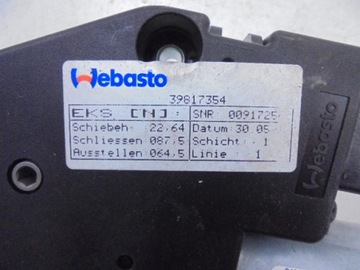 Webasto
39817354
EKS [N]: SNR 0091725
Schiebeh: 22,64 Datum 30 05
Schliessen 087,5 Schicht: 1
Ausstellen 064,5 Linie : 1
Webasto